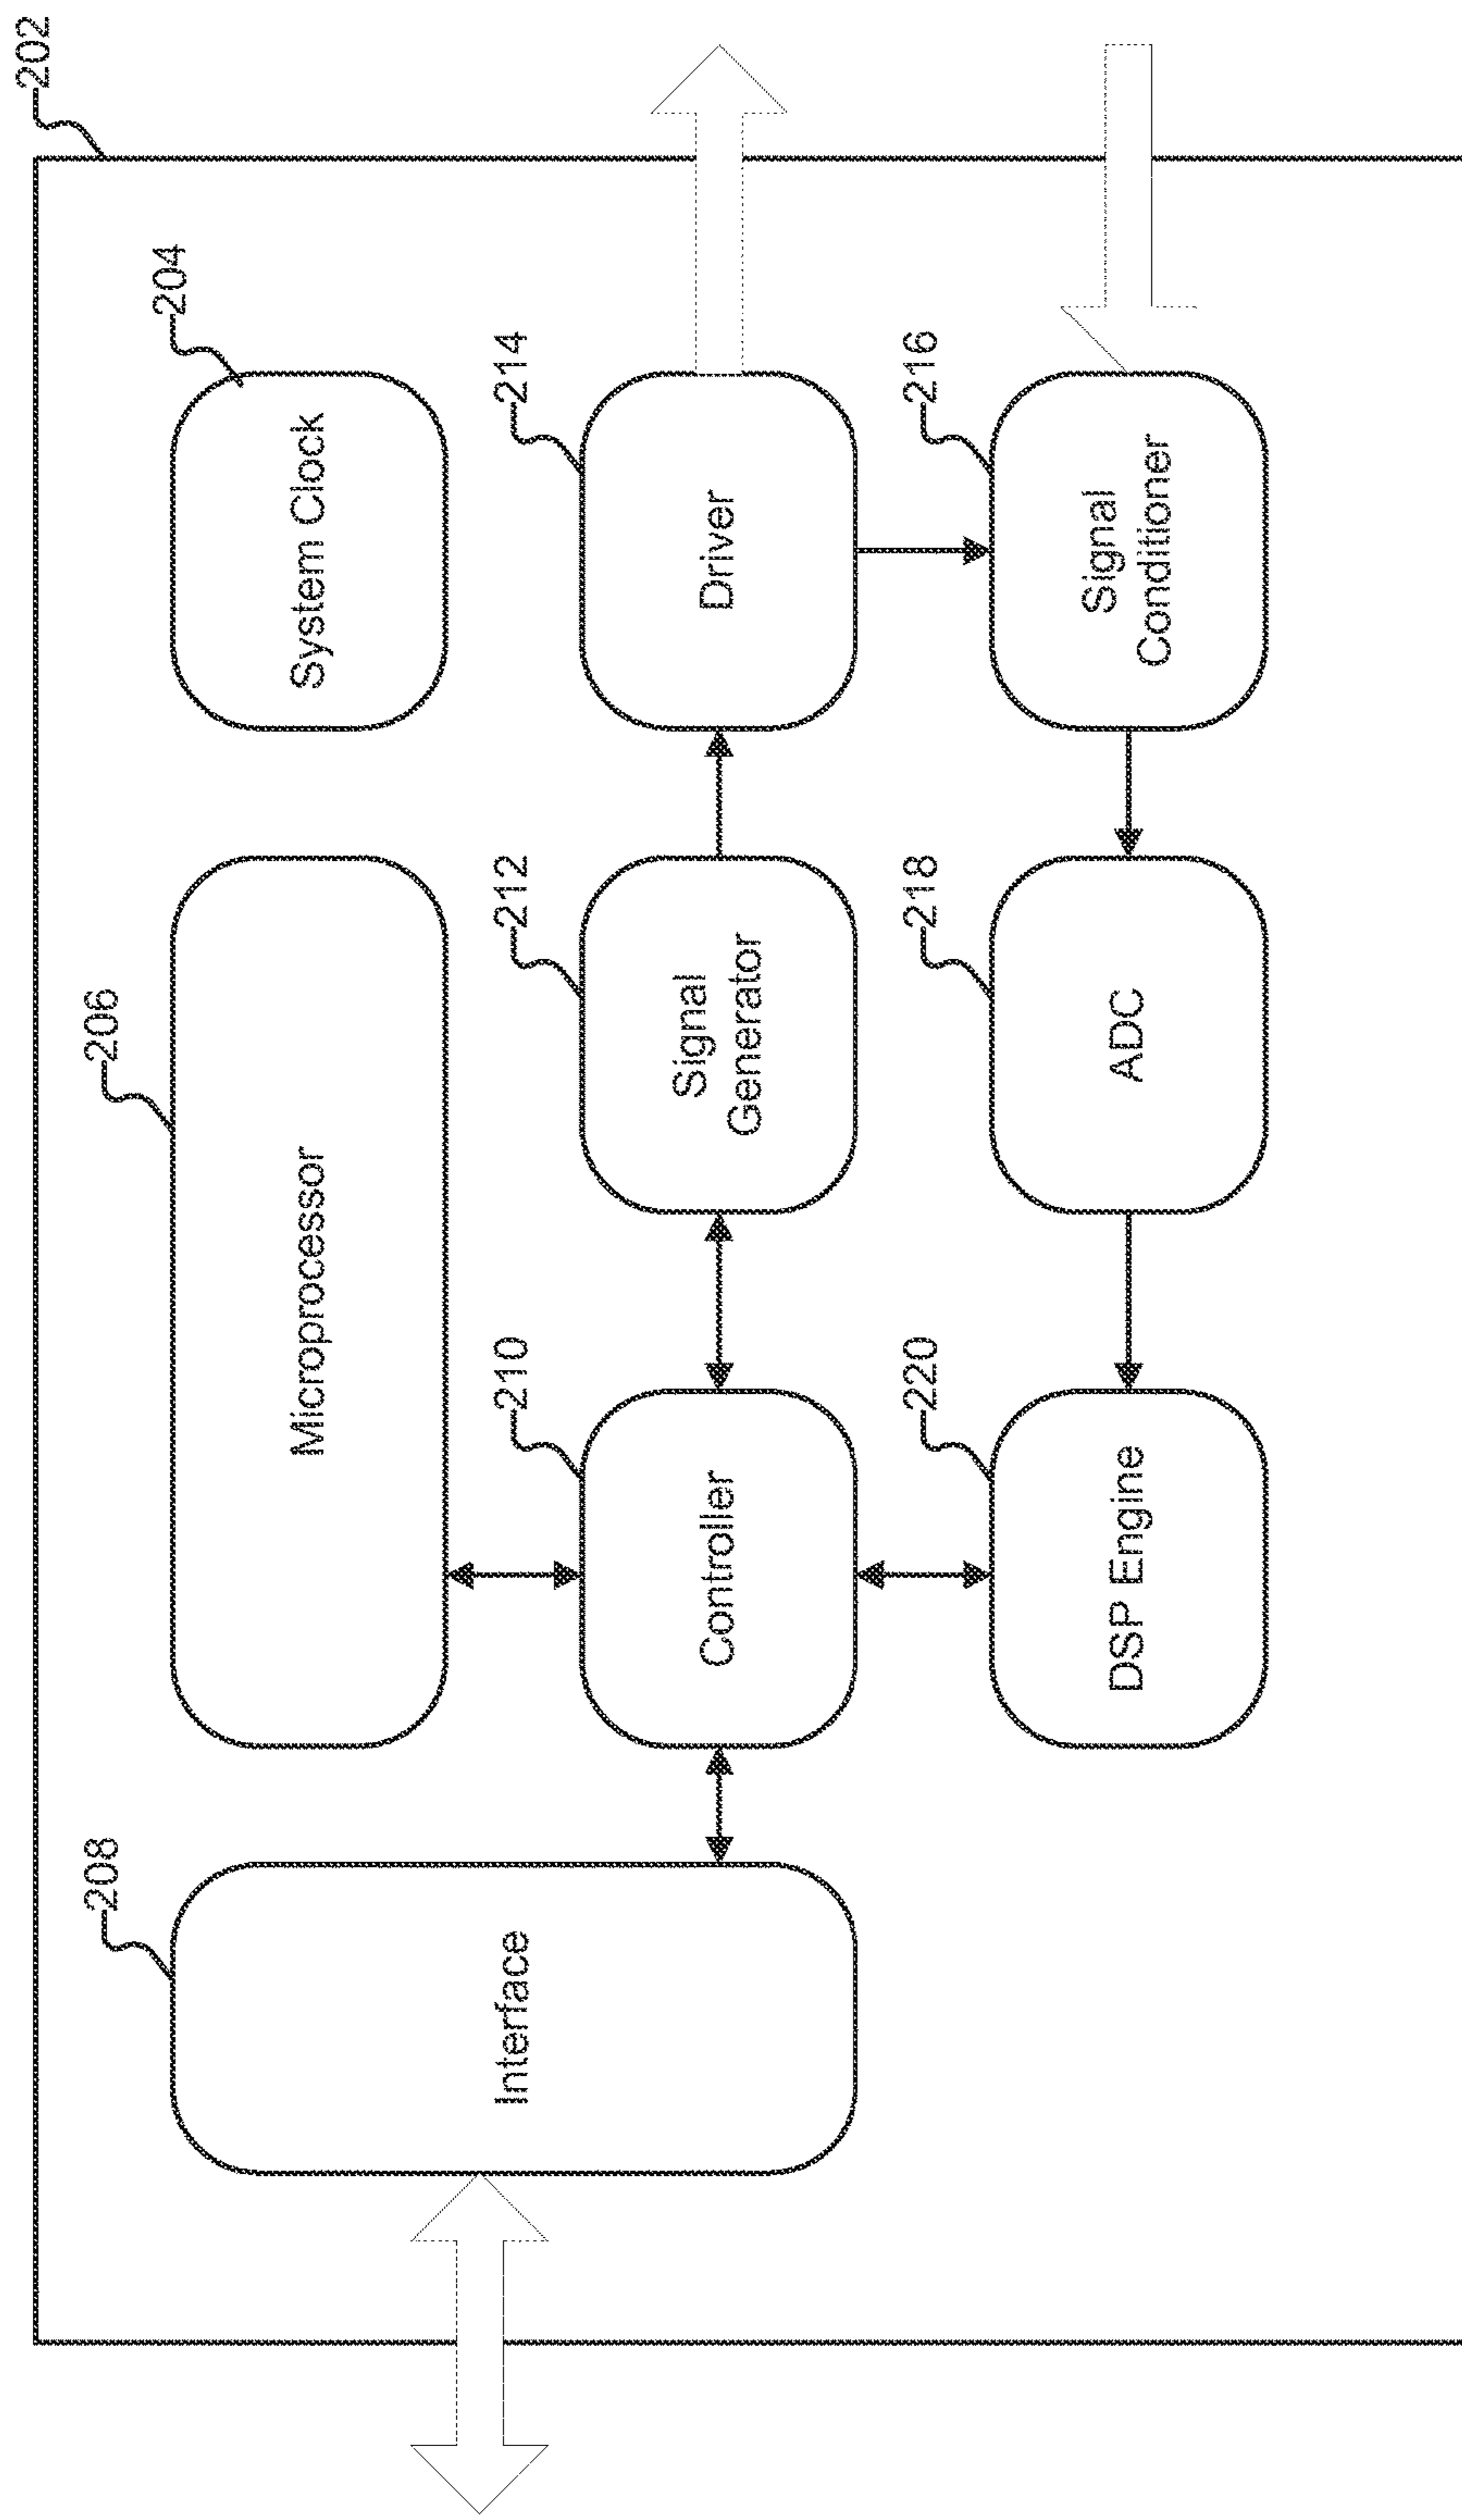 202
204
System Clock
206
Microprocessor
208
Interface
210
Controller
212
Signal
Generator
214
Driver
216
Signal
Conditioner
218
ADC
220
DSP Engine